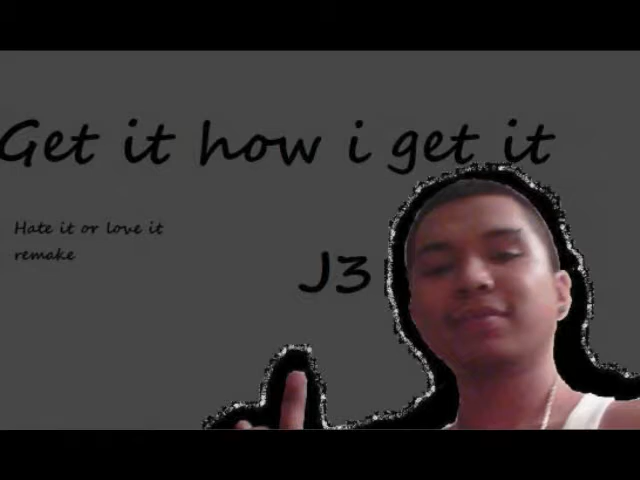 Get it how i get it
Hate it or love it
remake
J3